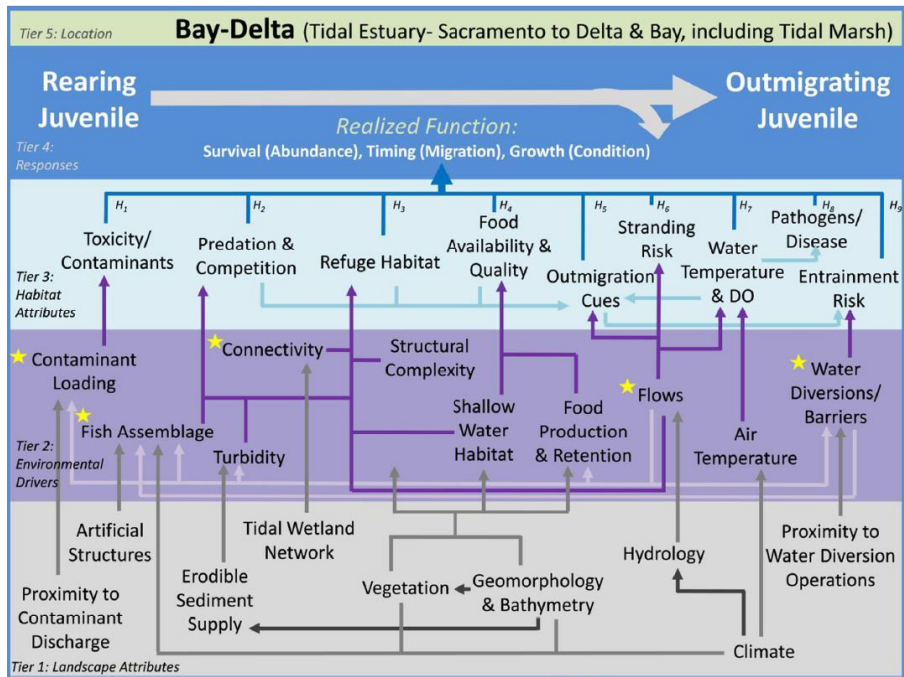 Tier 5: Location
Bay-Delta (Tidal Estuary- Sacramento to Delta & Bay, including Tidal Marsh)
Rearing
Juvenile
Outmigrating
Juvenile
Realized Function:
Survival (Abundance), Timing (Migration), Growth (Condition)
Tier 4:
Responses
H1
H2
H3
H4
H5
H6
H7
H8
H9
Toxicity/
Contaminants
Predation &
Competition
Refuge Habitat
Food
Availability &
Quality
Outmigration
Cues
Stranding
Risk
Water
Temperature
& DO
Pathogens/
Disease
Entrainment
Risk
Tier 3:
Habitat
Attributes
Contaminant
Loading
Connectivity
Structural
Complexity
Flows
Water
Diversions/
Barriers
Fish Assemblage
Turbidity
Shallow
Water
Habitat
Food
Production
& Retention
Air
Temperature
Tier 2:
Environmental
Drivers
Artificial
Structures
Tidal Wetland
Network
Hydrology
Proximity to
Water Diversion
Operations
Proximity to
Contaminant
Discharge
Erodible
Sediment
Supply
Vegetation
Geomorphology
& Bathymetry
Climate
Tier 1: Landscape Attributes